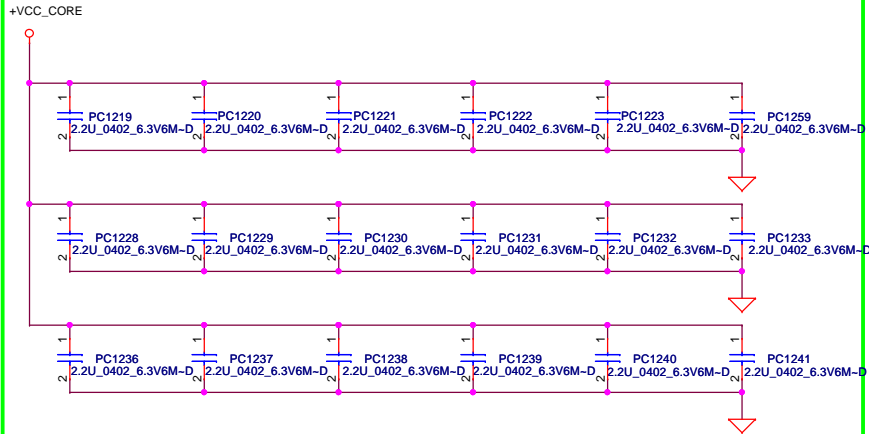 +VCC_CORE
1 1 1 1 1 1
PC1219 PC1220 PC1221 PC1222 PC1223 PC1259
2.2U_0402_6.3V6M~D 2.2U_0402_6.3V6M~D 2.2U_0402_6.3V6M~D 2.2U_0402_6.3V6M~D 2.2U_0402_6.3V6M~D 2.2U_0402_6.3V6M~D
2 2 2 2 2 2
1 1 1 1 1 1
PC1228 PC1229 PC1230 PC1231 PC1232 PC1233
2.2U_0402_6.3V6M~D 2.2U_0402_6.3V6M~D 2.2U_0402_6.3V6M~D 2.2U_0402_6.3V6M~D 2.2U_0402_6.3V6M~D 2.2U_0402_6.3V6M~D
2 2 2 2 2 2
1 1 1 1 1 1
PC1236 PC1237 PC1238 PC1239 PC1240 PC1241
2.2U_0402_6.3V6M~D 2.2U_0402_6.3V6M~D 2.2U_0402_6.3V6M~D 2.2U_0402_6.3V6M~D 2.2U_0402_6.3V6M~D 2.2U_0402_6.3V6M~D
2 2 2 2 2 2